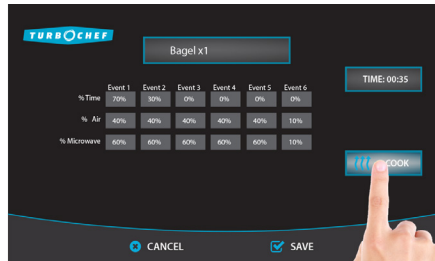 TURBOCHEF
Bagel x1
TIME: 00:35
Event 1 Event 2 Event 3 Event 4 Event 5 Event 6
%Time 70% 30% 0% 0% 0% 0%
% Air 40% 40% 40% 40% 40% 10%
% Microwave 60% 60% 60% 60% 60% 10%
COOK
CANCEL SAVE